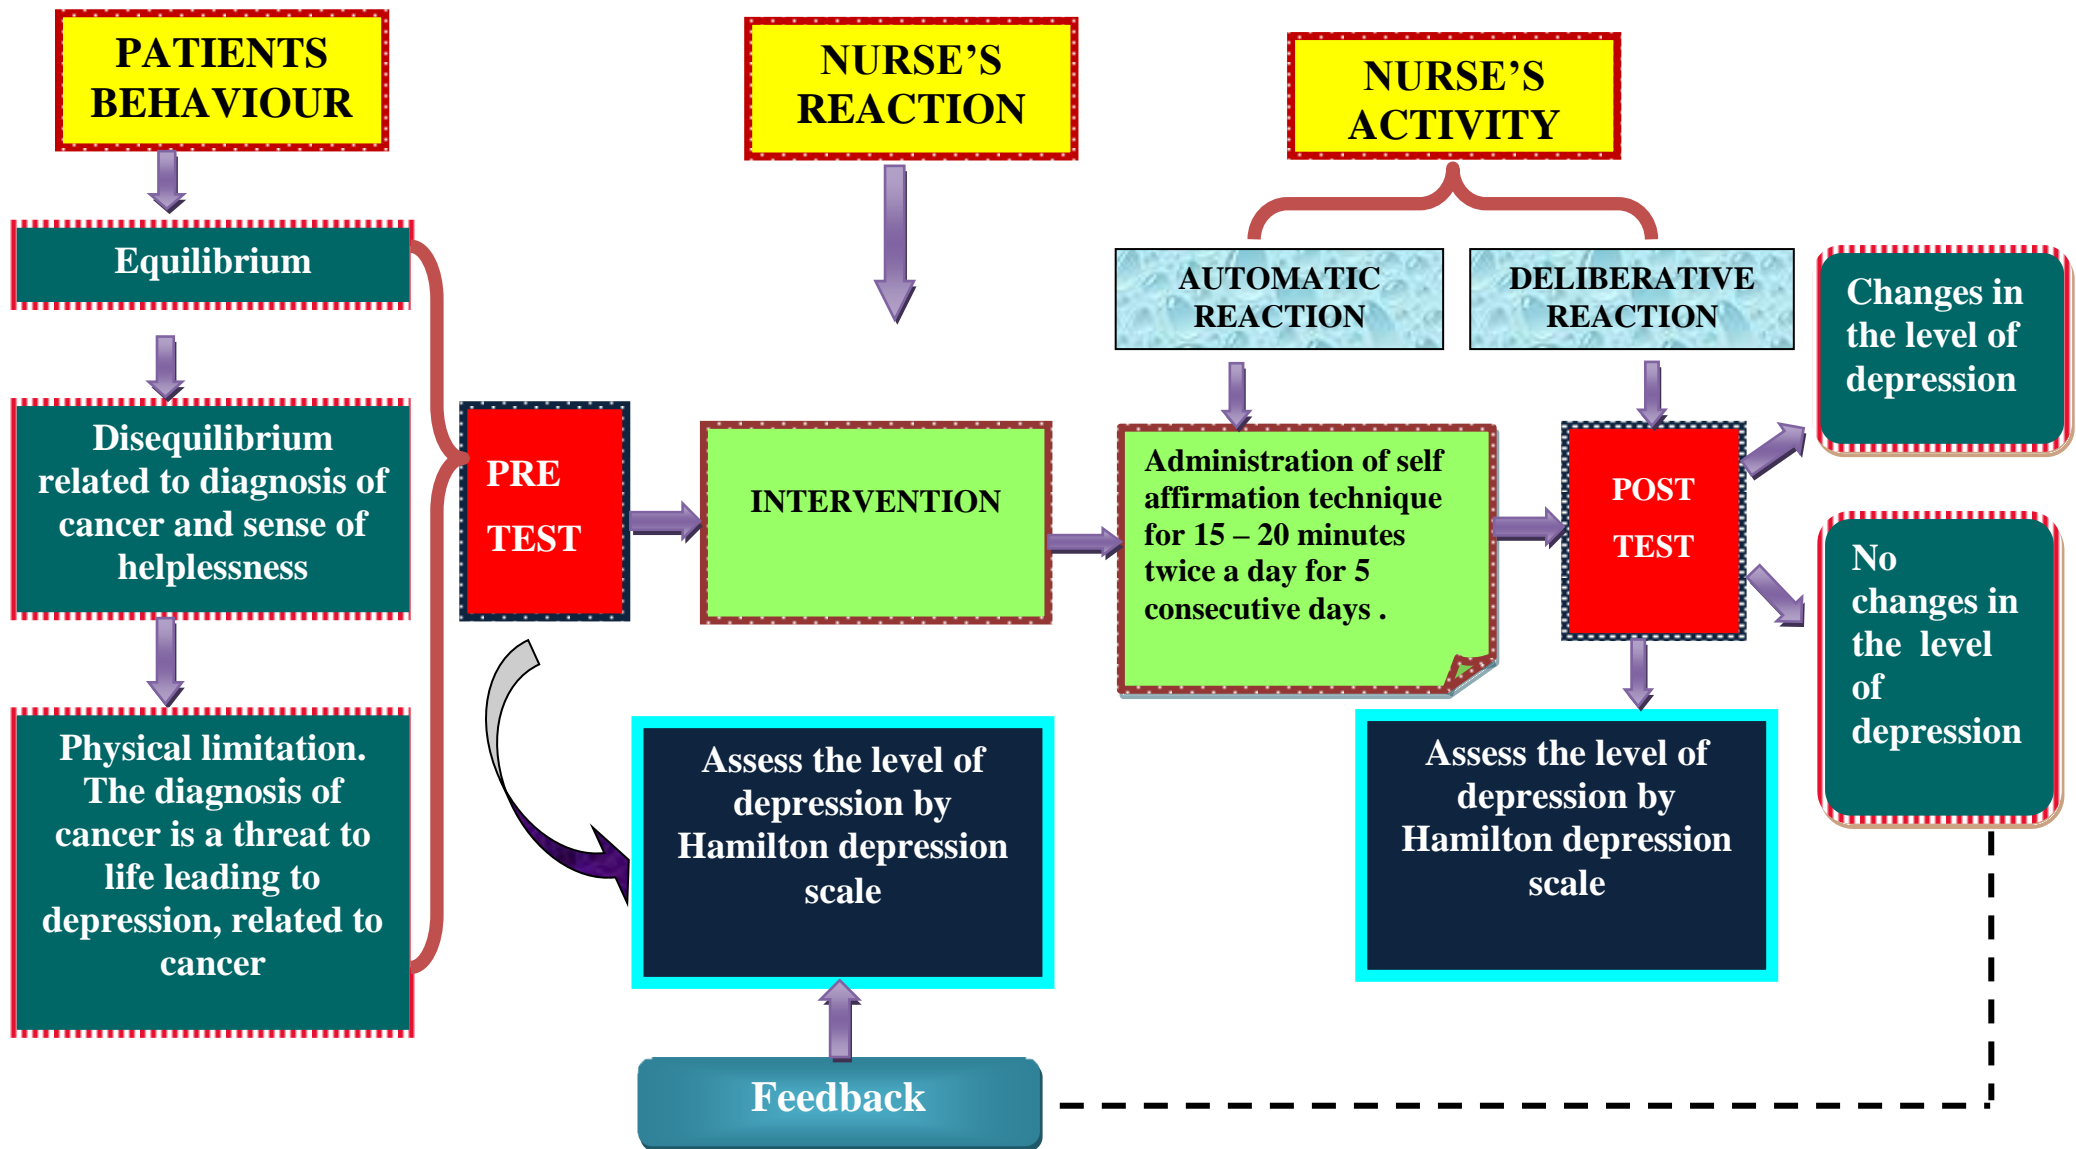 PATIENTS
BEHAVIOUR
NURSE’S
REACTION
NURSE’S
ACTIVITY
Equilibrium
AUTOMATIC
REACTION
DELIBERATIVE
REACTION
Changes in
the level of
depression
Disequilibrium
related to diagnosis of
cancer and sense of
helplessness
PRE
TEST
INTERVENTION
Administration of self
affirmation technique
for 15 – 20 minutes
twice a day for 5
consecutive days .
POST
TEST
No
changes in
the level
of
depression
Physical limitation.
The diagnosis of
cancer is a threat to
life leading to
depression, related to
cancer
Assess the level of
depression by
Hamilton depression
scale
Assess the level of
depression by
Hamilton depression
scale
Feedback